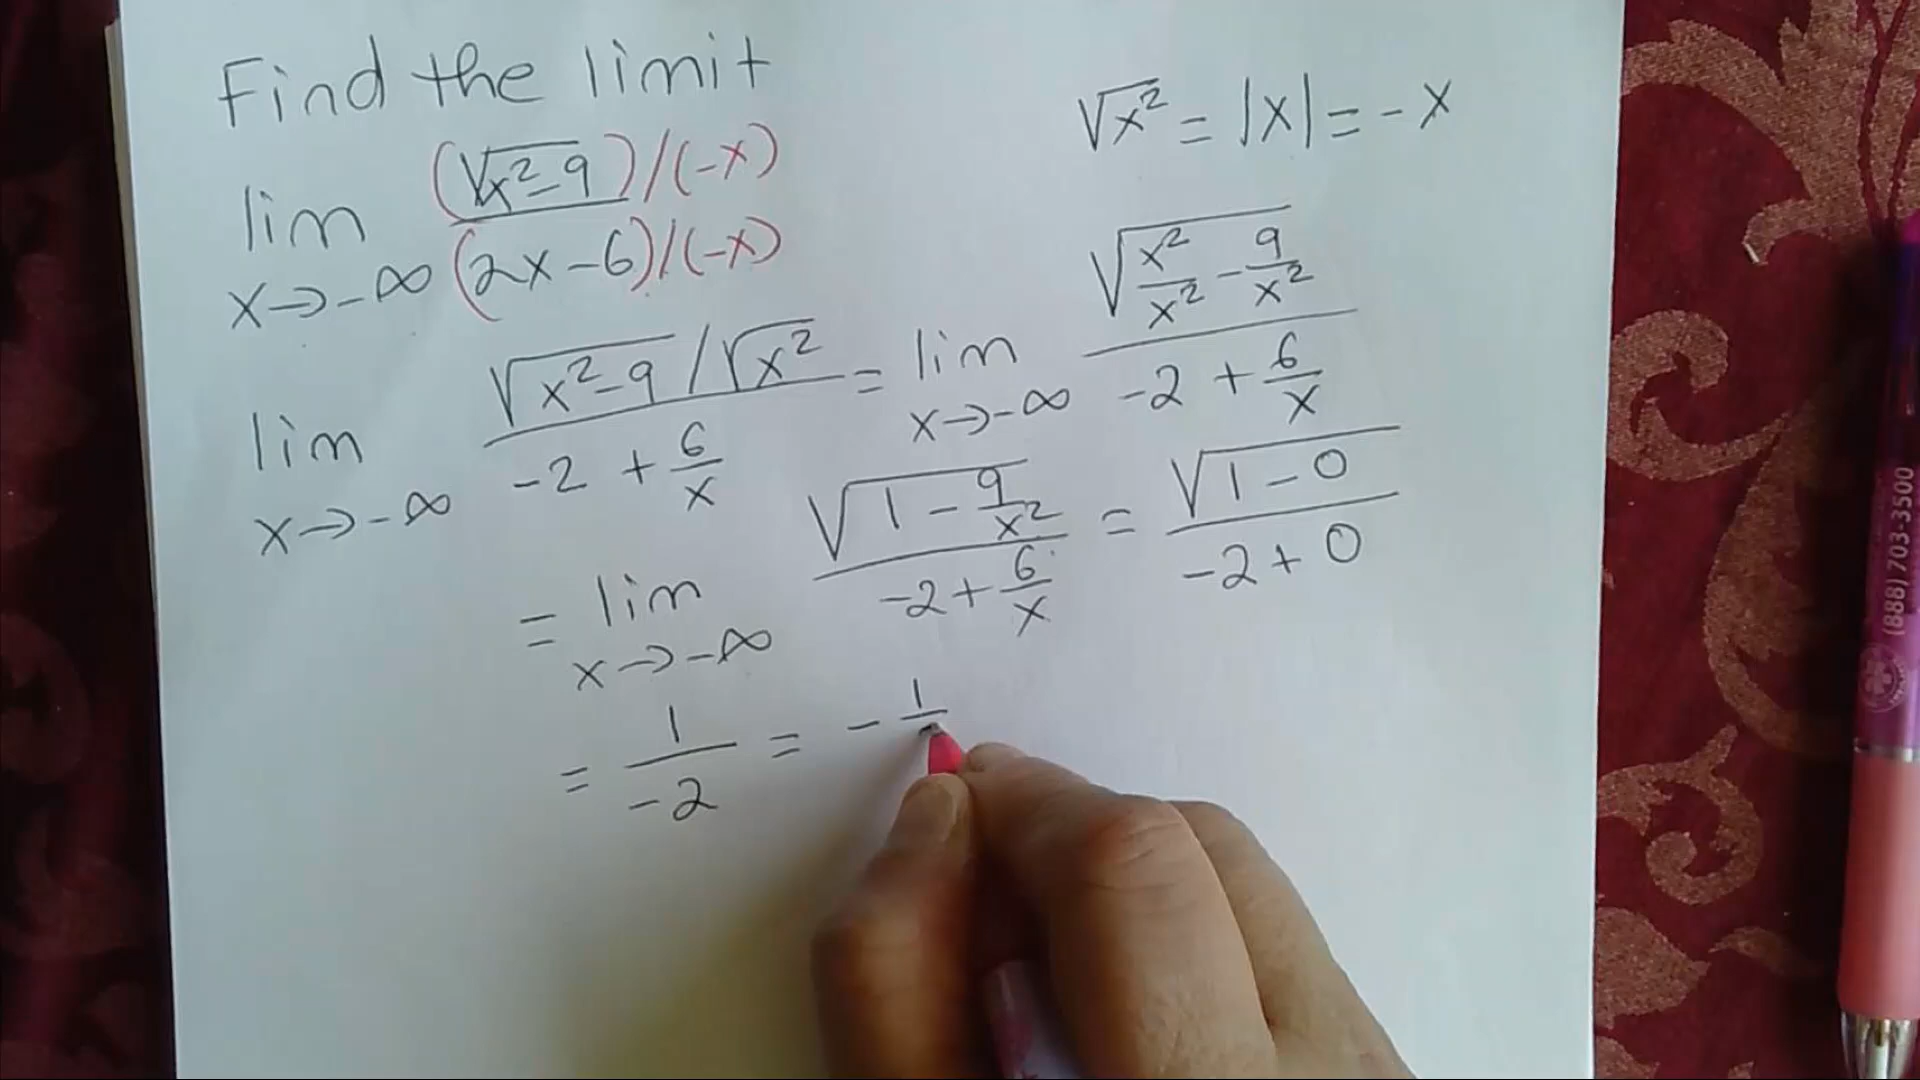 Find the limit
√x² = |x| = -x
lim x→-∞ (√x²-9)/(-x) / (2x-6)/(-x)
lim x→-∞ √x²-9/√x² / -2 + 6/x = lim x→-∞ √x²/x² - 9/x² / -2 + 6/x
= lim x→-∞ √1 - 9/x² / -2 + 6/x = √1-0 / -2+0
= 1/-2 = - 1
(888) 703-3500